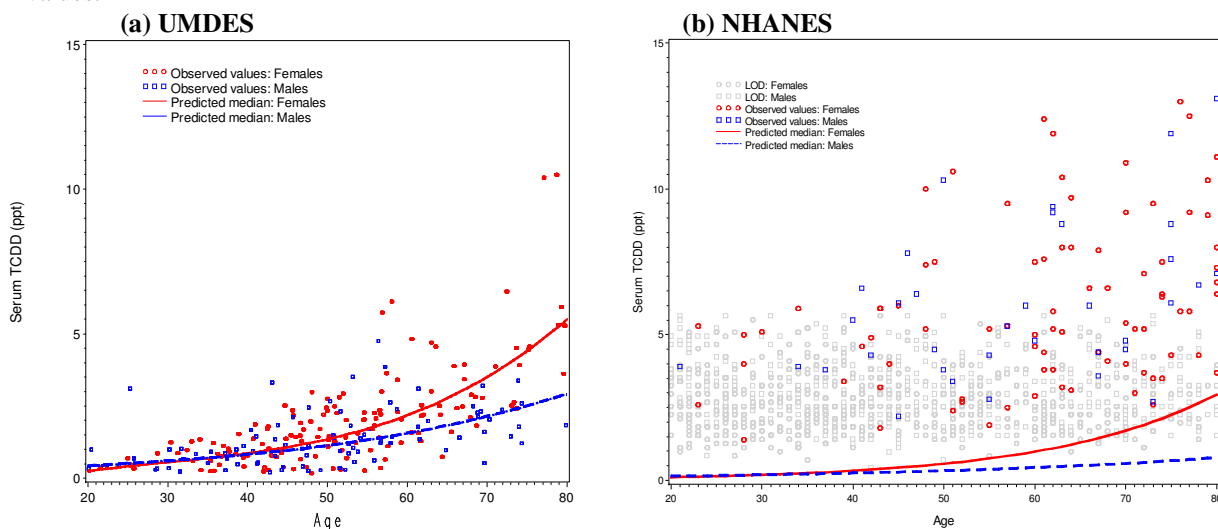 (a) UMDES
(b) NHANES
15
Observed values: Females
Observed values: Males
Predicted median: Females
Predicted median: Males
10
Serum TCDD (ppt)
5
0
20 30 40 50 60 70 80
Age
15
LOD: Females
LOD: Males
Observed values: Females
Observed values: Males
Predicted median: Females
Predicted median: Males
10
Serum TCDD (ppt)
5
0
20 30 40 50 60 70 80
Age